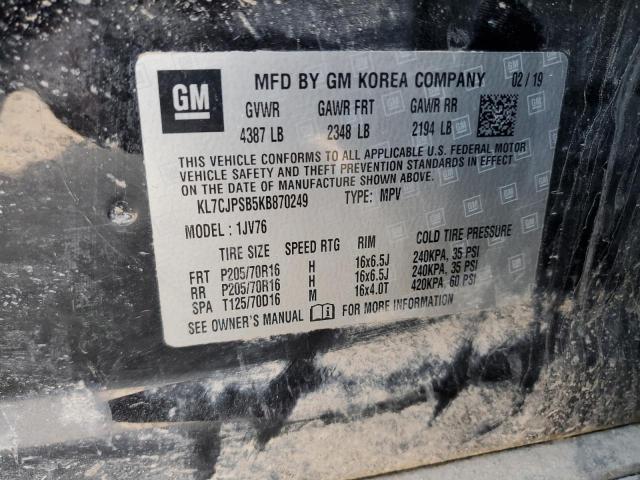 GM MFD BY GM KOREA COMPANY 02/19
GVWR GAWR FRT GAWR RR
4387 LB 2348 LB 2194 LB
THIS VEHICLE CONFORMS TO ALL APPLICABLE U.S. FEDERAL MOTOR
VEHICLE SAFETY AND THEFT PREVENTION STANDARDS IN EFFECT
ON THE DATE OF MANUFACTURE SHOWN ABOVE.
KL7CJPSB5KB870249 TYPE: MPV
MODEL : 1JV76
TIRE SIZE SPEED RTG RIM COLD TIRE PRESSURE
FRT P205/70R16 H 16x6.5J 240KPA, 35 PSI
RR P205/70R16 H 16x6.5J 240KPA, 35 PSI
SPA T125/70D16 M 16x4.0T 420KPA, 60 PSI
SEE OWNER'S MANUAL FOR MORE INFORMATION